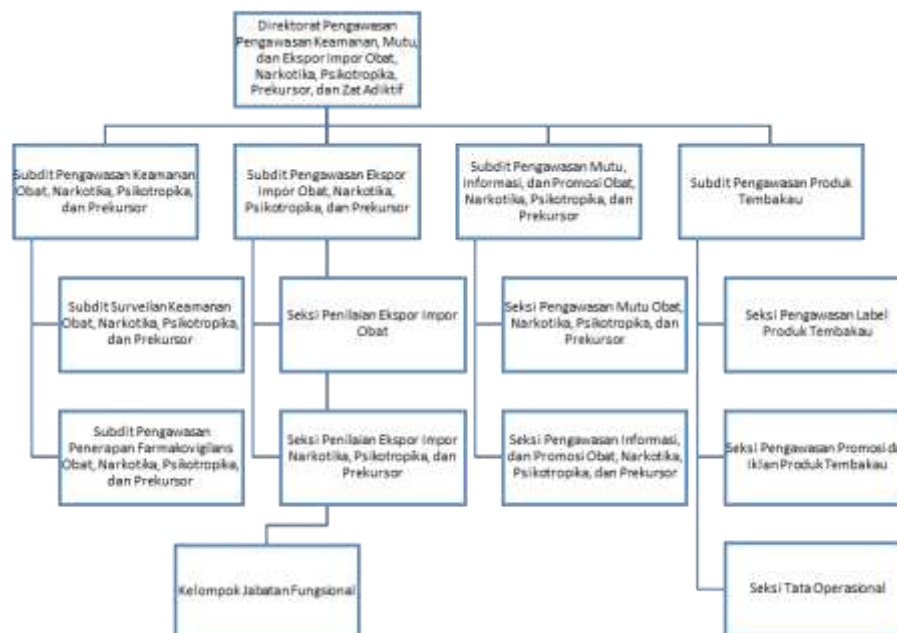 Direktorat Pengawasan
Pengawasan Keamanan, Mutu,
dan Ekspor Impor Obat,
Narkotika, Psikotropika,
Prekursor, dan Zat Adiktif
Subdit Pengawasan Keamanan
Obat, Narkotika, Psikotropika,
dan Prekursor
Subdit Pengawasan Ekspor
Impor Obat, Narkotika,
Psikotropika, dan Prekursor
Subdit Pengawasan Mutu,
Informasi, dan Promosi Obat,
Narkotika, Psikotropika, dan
Prekursor
Subdit Pengawasan Produk
Tembakau
Subdit Surveilan Keamanan
Obat, Narkotika, Psikotropika,
dan Prekursor
Seksi Penilaian Ekspor Impor
Obat
Seksi Pengawasan Mutu Obat,
Narkotika, Psikotropika, dan
Prekursor
Seksi Pengawasan Label
Produk Tembakau
Subdit Pengawasan
Penerapan Farmakovigilans
Obat, Narkotika, Psikotropika,
dan Prekursor
Seksi Penilaian Ekspor Impor
Narkotika, Psikotropika, dan
Prekursor
Seksi Pengawasan Informasi,
dan Promosi Obat, Narkotika,
Psikotropika, dan Prekursor
Seksi Pengawasan Promosi da
Iklan Produk Tembakau
Kelompok Jabatan Fungsional
Seksi Tata Operasional